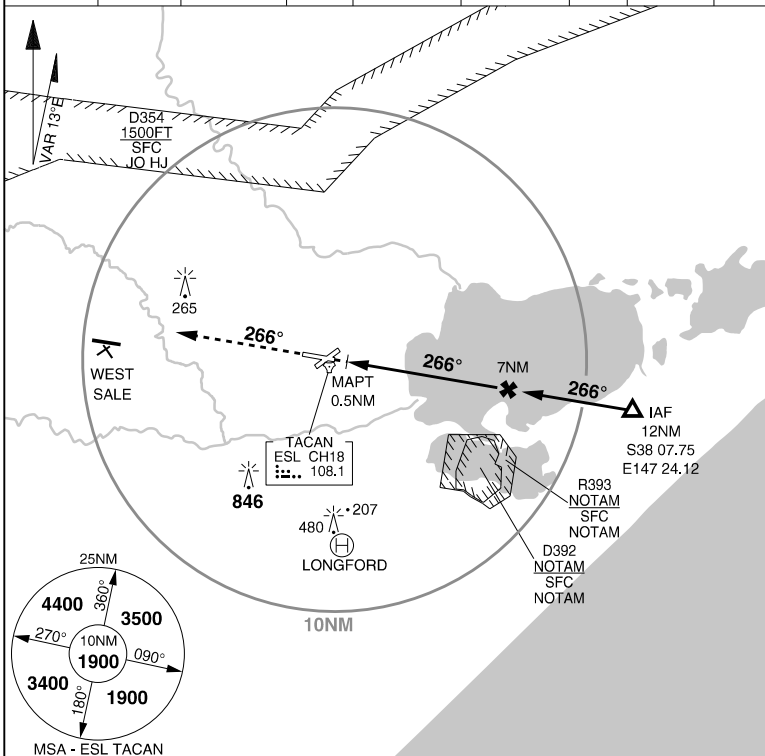 VAR 13°E
D354
1500FT
SFC
JO HJ
265
266°
266°
7NM
266°
WEST
SALE
MAPT
0.5NM
IAF
12NM
S38 07.75
E147 24.12
TACAN
ESL CH18
108.1
846
207
480
H
LONGFORD
R393
NOTAM
SFC
NOTAM
D392
NOTAM
SFC
NOTAM
10NM
25NM
4400
360°
3500
270°
10NM
1900
090°
3400
180°
1900
MSA - ESL TACAN